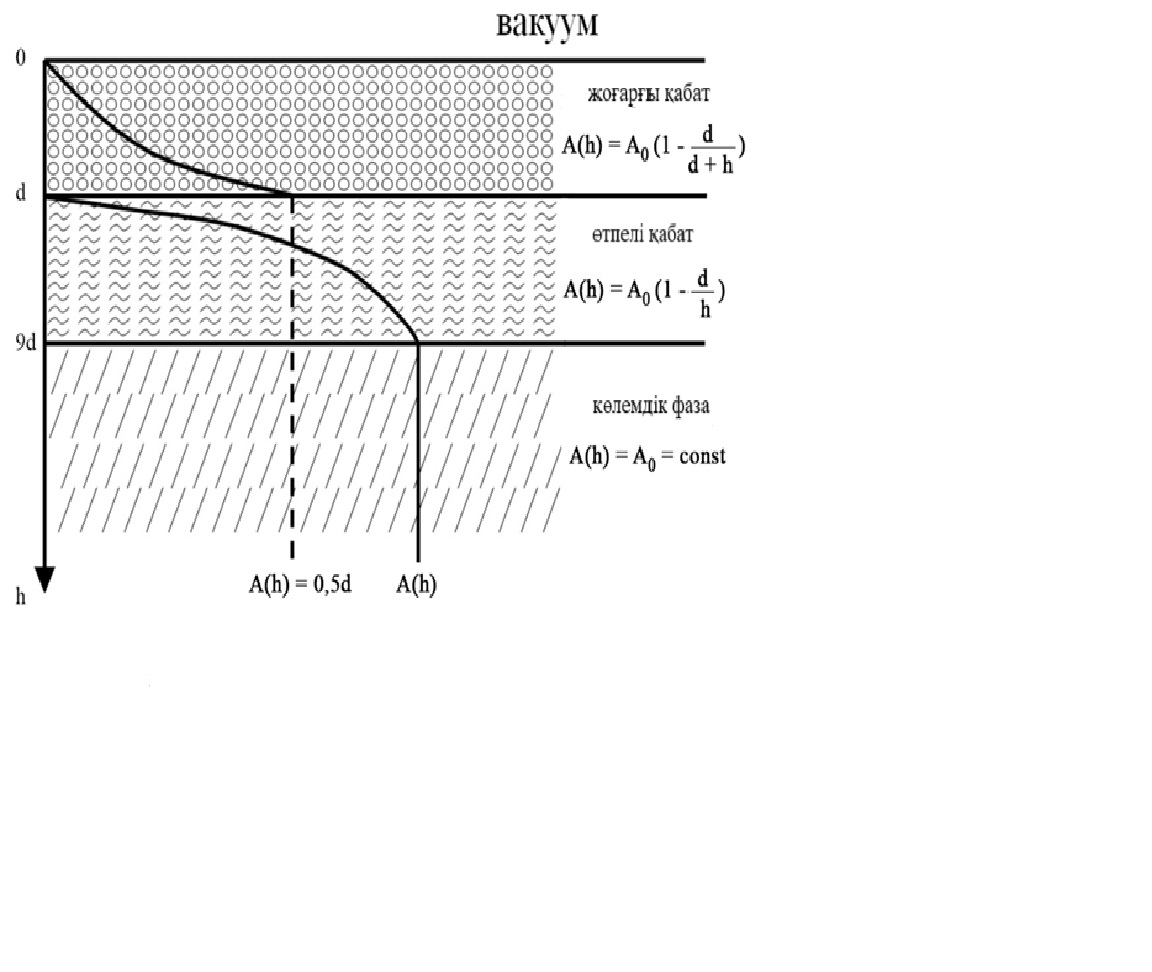 вакуум
0
жоғарғы қабат
A(h) = A₀ (1 - d/(d + h))
d
өтпелі қабат
A(h) = A₀ (1 - d/h)
9d
көлемдік фаза
A(h) = A₀ = const
A(h) = 0,5d A(h)
h